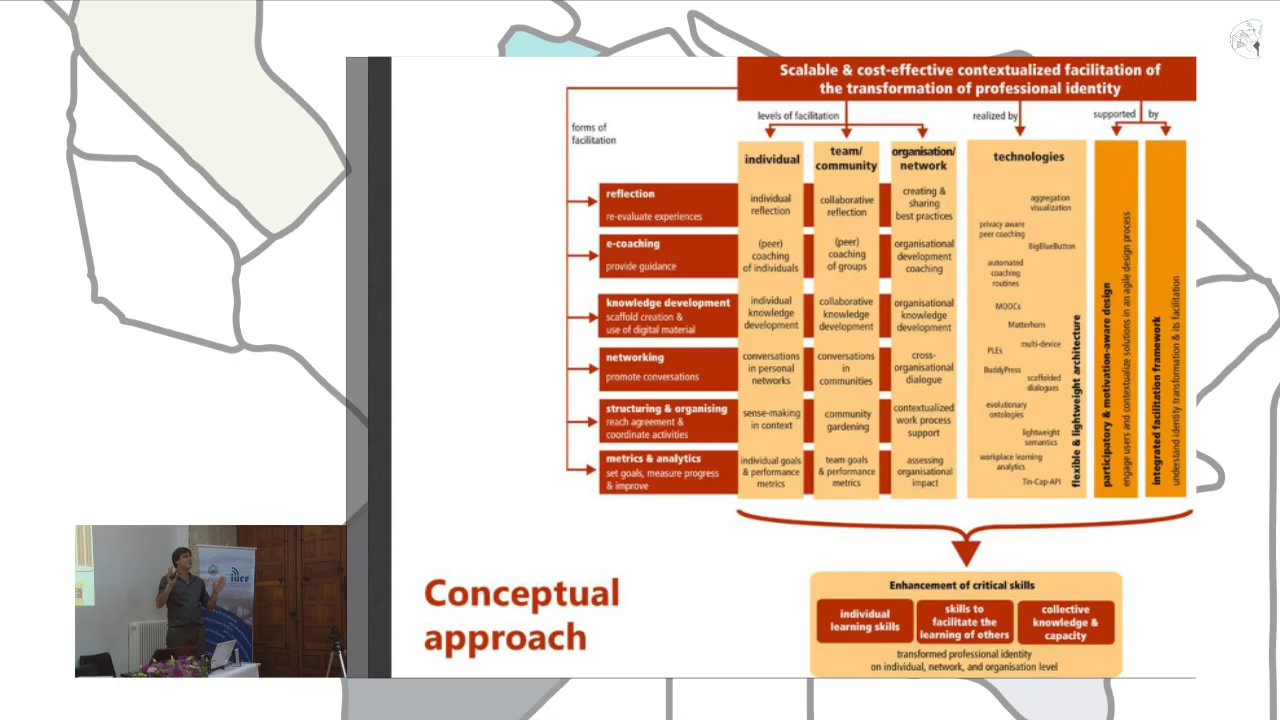 Scalable & cost-effective contextualized facilitation of
the transformation of professional identity
forms of
facilitation
levels of facilitation
realized by
supported by
individual
team/
community
organisation/
network
technologies
reflection
re-evaluate experiences
individual
reflection
collaborative
reflection
creating &
sharing
best practices
e-coaching
provide guidance
(peer)
coaching
of individuals
(peer)
coaching
of groups
organisational
development
coaching
knowledge development
scaffold creation &
use of digital material
individual
knowledge
development
collaborative
knowledge
development
organisational
knowledge
development
networking
promote conversations
conversations
in personal
networks
conversations
in
communities
cross-
organisational
dialogue
structuring & organising
reach agreement &
coordinate activities
sense-making
in context
community
gardening
contextualized
work process
support
metrics & analytics
set goals, measure progress
& improve
individual goals
& performance
metrics
team goals
& performance
metrics
assessing
organisational
impact
aggregation
visualization
privacy aware
peer coaching
BigBlueButton
automated
coaching
routines
MOOCs
Matterhorn
multi-device
PLEs
BuddyPress
scaffolded
dialogues
evolutionary
ontologies
lightweight
semantics
workplace learning
analytics
Tin-Cap-API
flexible & lightweight architecture
participatory & motivation-aware design
engage users and contextualize solutions in an agile design process
integrated facilitation framework
understand identity transformation & its facilitation
Enhancement of critical skills
individual
learning skills
skills to
facilitate the
learning of others
collective
knowledge &
capacity
transformed professional identity
on individual, network, and organisation level
Conceptual
approach
iuce